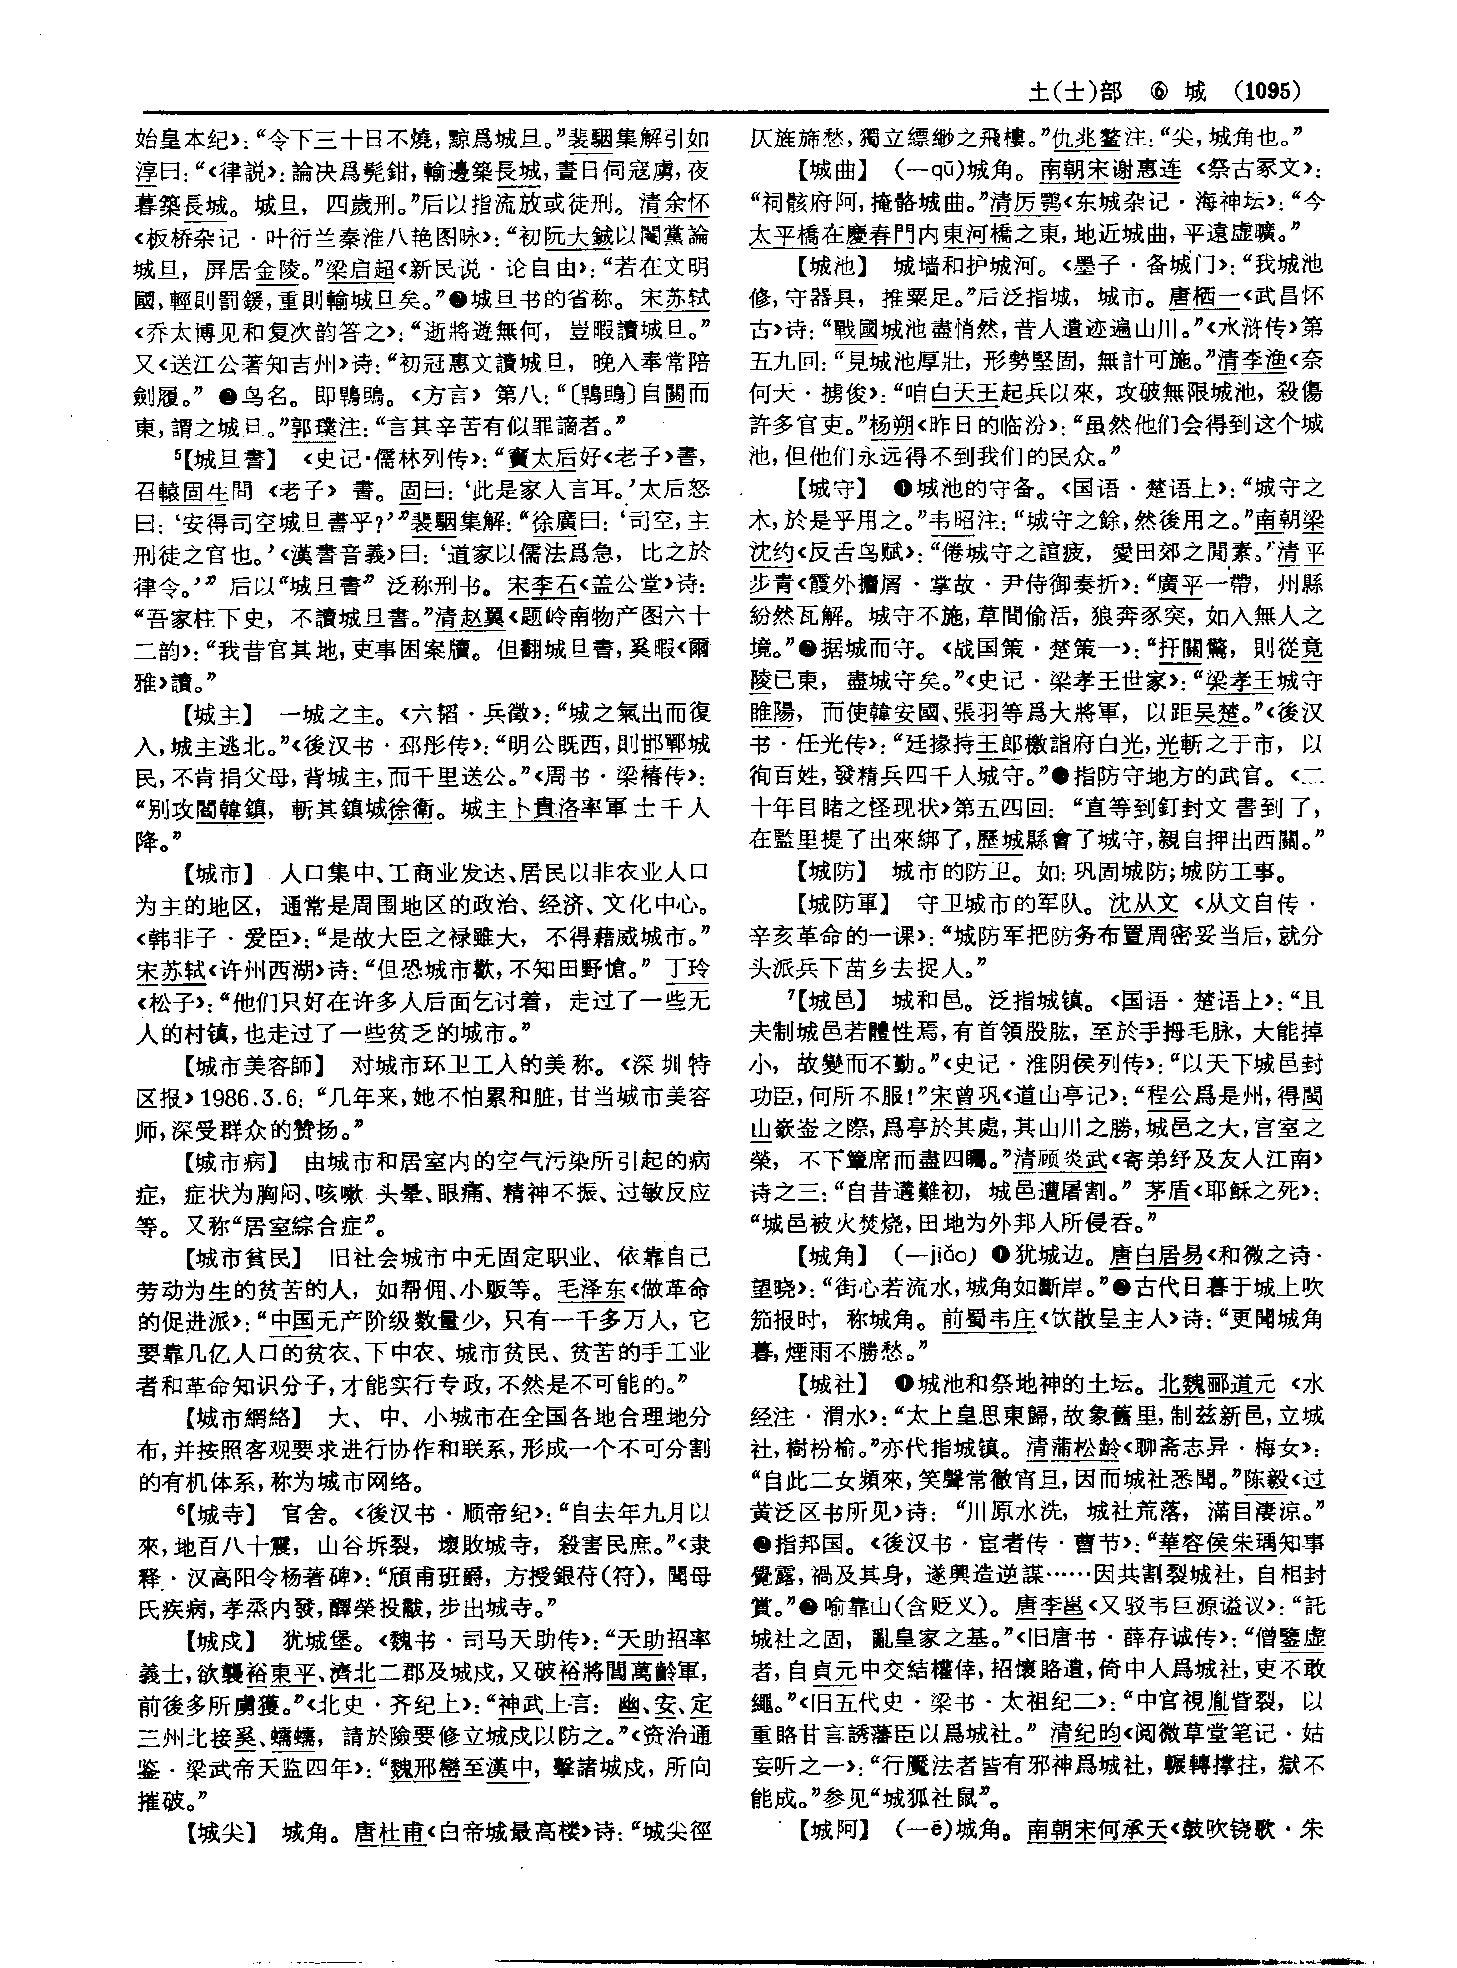 土(士)部 ⑥ 城 (1095)
始皇本纪》：“令下三十日不燒，黥爲城旦。”裴駰集解引如
淳曰：“《律説》：論决爲髡鉗，輸邊築長城，晝日伺寇虜，夜
暮築長城。城旦，四歲刑。”后以指流放或徒刑。清余怀
《板桥杂记·叶衍兰秦淮八艳图咏》：“初阮大鋮以閹黨論
城旦，屏居金陵。”梁启超《新民说·论自由》：“若在文明
國，輕則罰鍰，重則輸城旦矣。”❷城旦书的省称。宋苏轼
《乔太博见和复次韵答之》：“逝將遊無何，豈暇讀城旦。”
又《送江公著知吉州》诗：“初冠惠文讀城旦，晚入奉常陪
劍履。”❸鸟名。即鶡鴠。《方言》第八：“〔鶡鴠〕自關而
東，謂之城旦。”郭璞注：“言其辛苦有似罪謫者。”
⁵【城旦書】《史记·儒林列传》：“竇太后好《老子》書，
召轅固生問《老子》書。固曰：‘此是家人言耳。’太后怒
曰：‘安得司空城旦書乎？’”裴駰集解：“徐廣曰：‘司空，主
刑徒之官也。’《漢書音義》曰：‘道家以儒法爲急，比之於
律令。’”后以“城旦書”泛称刑书。宋李石《盖公堂》诗：
“吾家柱下史，不讀城旦書。”清赵翼《题岭南物产图六十
二韵》：“我昔官其地，吏事困案牘。但翻城旦書，奚暇《爾
雅》讀。”
【城主】 一城之主。《六韬·兵徵》：“城之氣出而復
入，城主逃北。”《後汉书·邳彤传》：“明公既西，則邯鄲城
民，不肯捐父母，背城主，而千里送公。”《周书·梁椿传》：
“别攻閻韓鎮，斬其鎮城徐衛。城主卜貴洛率軍士千人
降。”
【城市】 人口集中、工商业发达、居民以非农业人口
为主的地区，通常是周围地区的政治、经济、文化中心。
《韩非子·爱臣》：“是故大臣之禄雖大，不得藉威城市。”
宋苏轼《许州西湖》诗：“但恐城市歡，不知田野愴。”丁玲
《松子》：“他们只好在许多人后面乞讨着，走过了一些无
人的村镇，也走过了一些贫乏的城市。”
【城市美容師】 对城市环卫工人的美称。《深圳特
区报》1986.3.6：“几年来，她不怕累和脏，甘当城市美容
师，深受群众的赞扬。”
【城市病】 由城市和居室内的空气污染所引起的病
症，症状为胸闷、咳嗽 头晕、眼痛、精神不振、过敏反应
等。又称“居室綜合症”。
【城市貧民】 旧社会城市中无固定职业、依靠自己
劳动为生的贫苦的人，如帮佣、小贩等。毛泽东《做革命
的促进派》：“中国无产阶级数量少，只有一千多万人，它
要靠几亿人口的贫农、下中农、城市贫民、贫苦的手工业
者和革命知识分子，才能实行专政，不然是不可能的。”
【城市網絡】 大、中、小城市在全国各地合理地分
布，并按照客观要求进行协作和联系，形成一个不可分割
的有机体系，称为城市网络。
⁶【城寺】 官舍。《後汉书·顺帝纪》：“自去年九月以
來，地百八十震，山谷坼裂，壞敗城寺，殺害民庶。”《隶
释·汉高阳令杨著碑》：“頎甫班爵，方授銀苻(符)，聞母
氏疾病，孝烝内發，醳榮投黻，步出城寺。”
【城戍】 犹城堡。《魏书·司马天助传》：“天助招率
義士，欲襲裕東平、濟北二郡及城戍，又破裕將閭萬齡軍，
前後多所虜獲。”《北史·齐纪上》：“神武上言：幽、安、定
三州北接奚、蠕蠕，請於險要修立城戍以防之。”《资治通
鉴·梁武帝天监四年》：“魏邢巒至漢中，擊諸城戍，所向
摧破。”
【城尖】 城角。唐杜甫《白帝城最高楼》诗：“城尖徑
仄旌旆愁，獨立縹緲之飛樓。”仇兆鳌注：“尖，城角也。”
【城曲】 (—qū)城角。南朝宋谢惠连《祭古冢文》：
“祠骸府阿，掩骼城曲。”清厉鹗《东城杂记·海神坛》：“今
太平橋在慶春門内東河橋之東，地近城曲，平遠虚曠。”
【城池】 城墙和护城河。《墨子·备城门》：“我城池
修，守器具，推粟足。”后泛指城，城市。唐栖一《武昌怀
古》诗：“戰國城池盡悄然，昔人遺迹遍山川。”《水浒传》第
五九回：“見城池厚壯，形勢堅固，無計可施。”清李渔《奈
何天·掳俊》：“咱白天王起兵以來，攻破無限城池，殺傷
許多官吏。”杨朔《昨日的临汾》：“虽然他们会得到这个城
池，但他们永远得不到我们的民众。”
【城守】 ❶城池的守备。《国语·楚语上》：“城守之
木，於是乎用之。”韦昭注：“城守之餘，然後用之。”南朝梁
沈约《反舌鸟赋》：“倦城守之諠疲，愛田郊之閒素。”清平
步青《霞外攟屑·掌故·尹侍御奏折》：“廣平一帶，州縣
紛然瓦解。城守不施，草間偷活，狼奔豕突，如入無人之
境。”❷据城而守。《战国策·楚策一》：“扞關驚，則從竟
陵已東，盡城守矣。”《史记·梁孝王世家》：“梁孝王城守
睢陽，而使韓安國、張羽等爲大將軍，以距吴楚。”《後汉
书·任光传》：“廷掾持王郎檄詣府白光，光斬之于市，以
徇百姓，發精兵四千人城守。”❸指防守地方的武官。《二
十年目睹之怪现状》第五四回：“直等到釘封文書到了，
在監里提了出來綁了，歷城縣會了城守，親自押出西關。”
【城防】 城市的防卫。如：巩固城防；城防工事。
【城防軍】 守卫城市的军队。沈从文《从文自传·
辛亥革命的一课》：“城防军把防务布置周密妥当后，就分
头派兵下苗乡去捉人。”
⁷【城邑】 城和邑。泛指城镇。《国语·楚语上》：“且
夫制城邑若體性焉，有首領股肱，至於手拇毛脉，大能掉
小，故變而不勤。”《史记·淮阴侯列传》：“以天下城邑封
功臣，何所不服！”宋曾巩《道山亭记》：“程公爲是州，得閩
山嶔崟之際，爲亭於其處，其山川之勝，城邑之大，宫室之
榮，不下簟席而盡四矚。”清顾炎武《寄弟纾及友人江南》
诗之三：“自昔遘難初，城邑遭屠割。”茅盾《耶稣之死》：
“城邑被火焚烧，田地为外邦人所侵吞。”
【城角】 (—jiǎo) ❶犹城边。唐白居易《和微之诗·
望晓》：“街心若流水，城角如斷岸。”❷古代日暮于城上吹
笳报时，称城角。前蜀韦庄《饮散呈主人》诗：“更聞城角
暮，煙雨不勝愁。”
【城社】 ❶城池和祭地神的土坛。北魏郦道元《水
经注·渭水》：“太上皇思東歸，故象舊里，制兹新邑，立城
社，樹枌榆。”亦代指城镇。清蒲松龄《聊斋志异·梅女》：
“自此二女頻來，笑聲常徹宵旦，因而城社悉聞。”陈毅《过
黄泛区书所见》诗：“川原水洗，城社荒落，滿目凄凉。”
❷指邦国。《後汉书·宦者传·曹节》：“華容侯朱瑀知事
覺露，禍及其身，遂興造逆謀……因共割裂城社，自相封
賞。”❸喻靠山(含贬义)。唐李邕《又驳韦巨源谥议》：“託
城社之固，亂皇家之基。”《旧唐书·薛存诚传》：“僧鑒虚
者，自貞元中交結權倖，招懷賂遺，倚中人爲城社，吏不敢
繩。”《旧五代史·梁书·太祖纪二》：“中官視胤眥裂，以
重賂甘言誘藩臣以爲城社。”清纪昀《阅微草堂笔记·姑
妄听之一》：“行魘法者皆有邪神爲城社，輾轉撑拄，獄不
能成。”参见“城狐社鼠”。
【城阿】 (—ē)城角。南朝宋何承天《鼓吹铙歌·朱